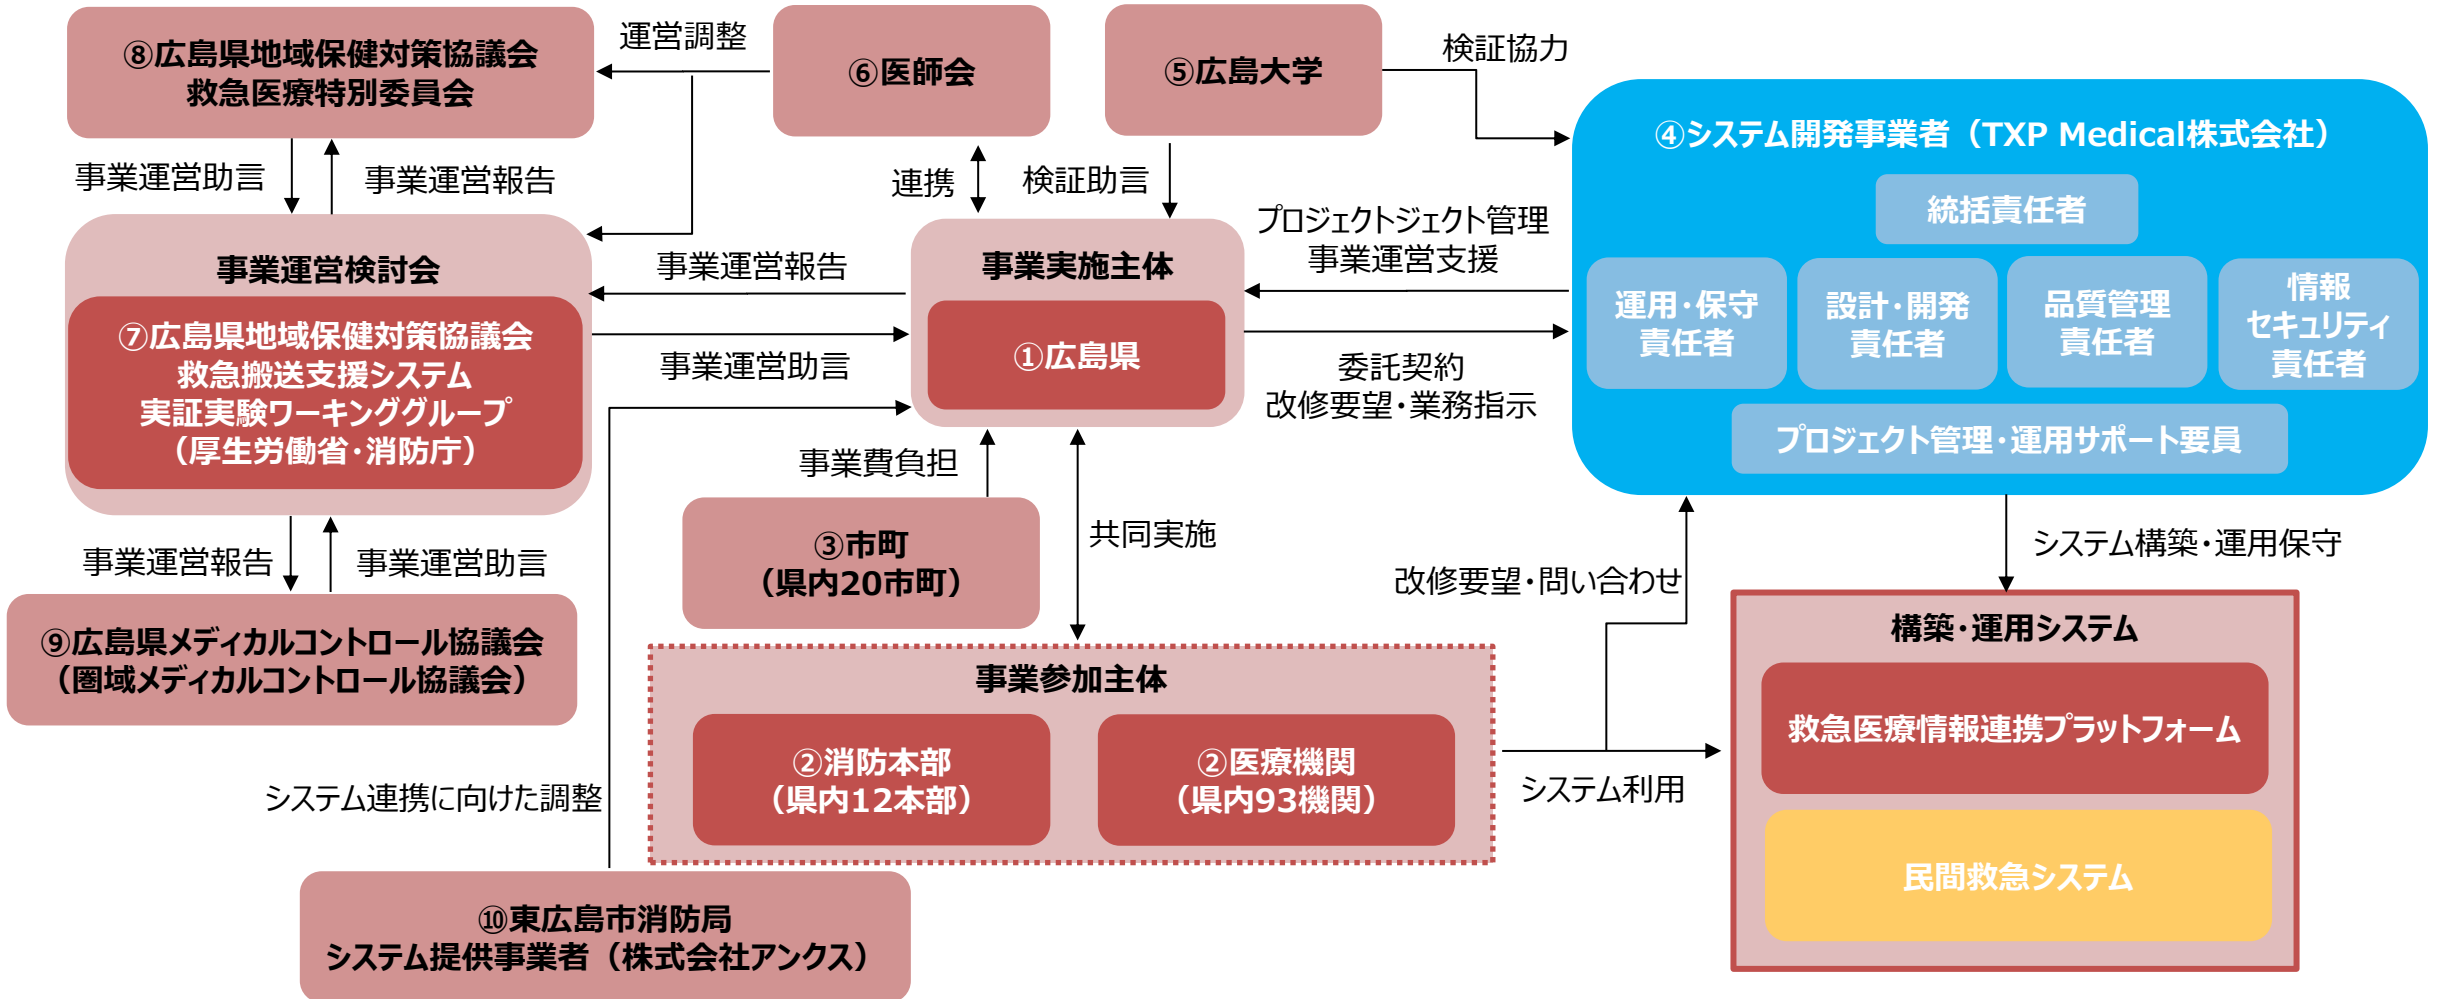 ⑧広島県地域保健対策協議会
救急医療特別委員会
運営調整
⑥医師会
⑤広島大学
検証協力
事業運営助言
事業運営報告
連携
検証助言
④システム開発事業者（TXP Medical株式会社）
統括責任者
運用・保守
責任者
設計・開発
責任者
品質管理
責任者
情報
セキュリティ
責任者
プロジェクト管理・運用サポート要員
プロジェクトジェクト管理
事業運営支援
事業運営検討会
⑦広島県地域保健対策協議会
救急搬送支援システム
実証実験ワーキンググループ
（厚生労働省・消防庁）
事業運営報告
事業運営助言
事業実施主体
①広島県
委託契約
改修要望・業務指示
事業費負担
③市町
（県内20市町）
共同実施
事業運営報告
事業運営助言
⑨広島県メディカルコントロール協議会
（圏域メディカルコントロール協議会）
改修要望・問い合わせ
システム構築・運用保守
事業参加主体
②消防本部
（県内12本部）
②医療機関
（県内93機関）
システム利用
構築・運用システム
救急医療情報連携プラットフォーム
民間救急システム
システム連携に向けた調整
⑩東広島市消防局
システム提供事業者（株式会社アンクス）